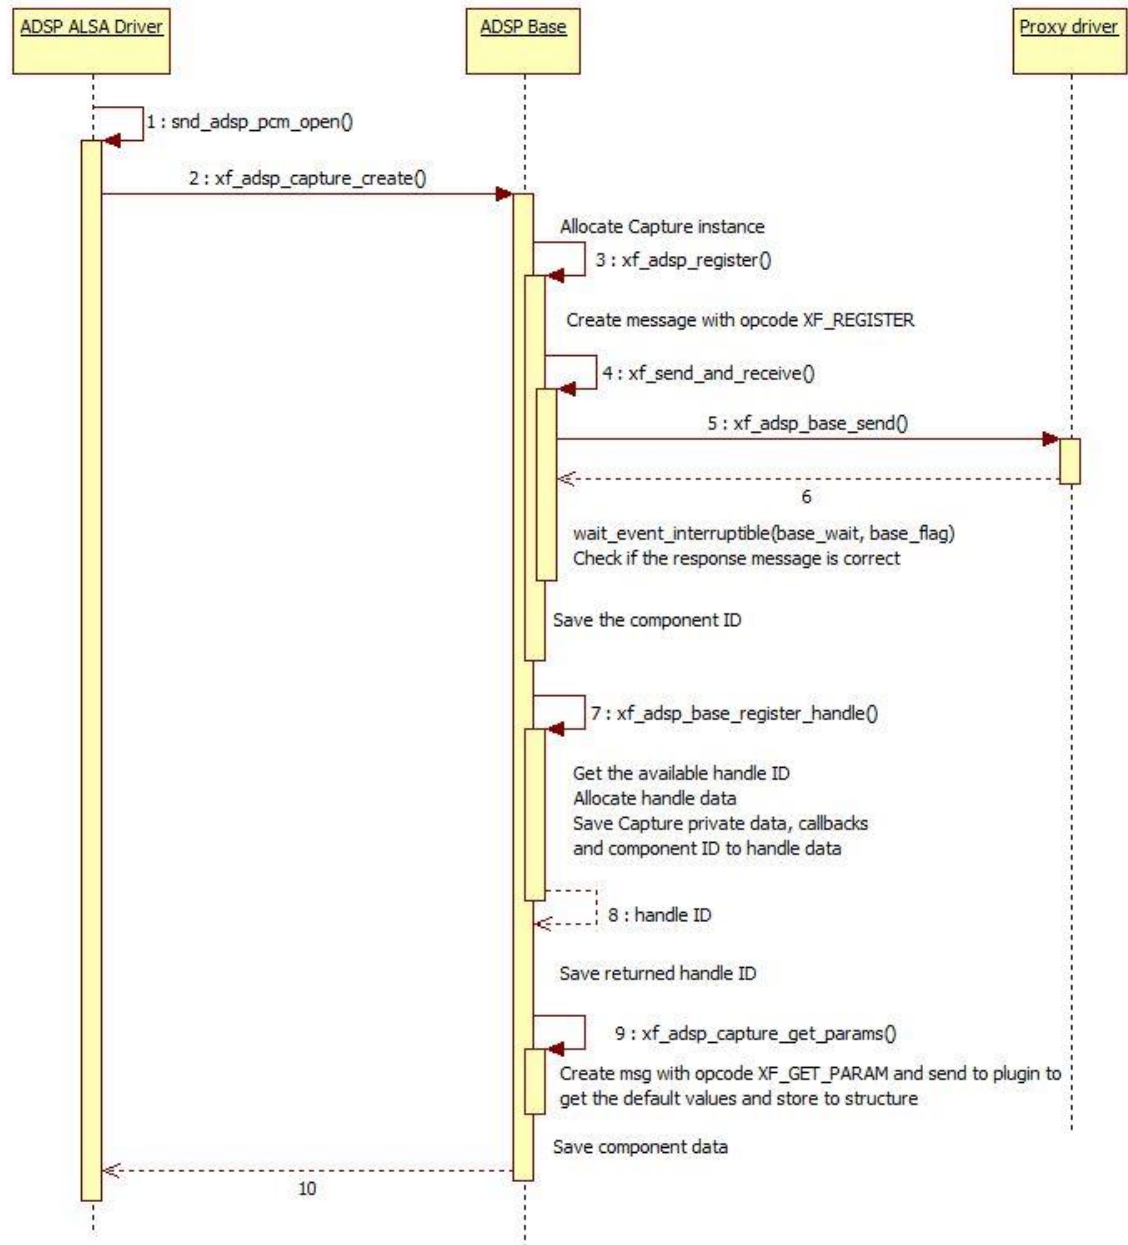 ADSP ALSA Driver
ADSP Base
Proxy driver
1 : snd_adsp_pcm_open()
2 : xf_adsp_capture_create()
Allocate Capture instance
3 : xf_adsp_register()
Create message with opcode XF_REGISTER
4 : xf_send_and_receive()
5 : xf_adsp_base_send()
6
wait_event_interruptible(base_wait, base_flag)
Check if the response message is correct
Save the component ID
7 : xf_adsp_base_register_handle()
Get the available handle ID
Allocate handle data
Save Capture private data, callbacks
and component ID to handle data
8 : handle ID
Save returned handle ID
9 : xf_adsp_capture_get_params()
Create msg with opcode XF_GET_PARAM and send to plugin to
get the default values and store to structure
Save component data
10